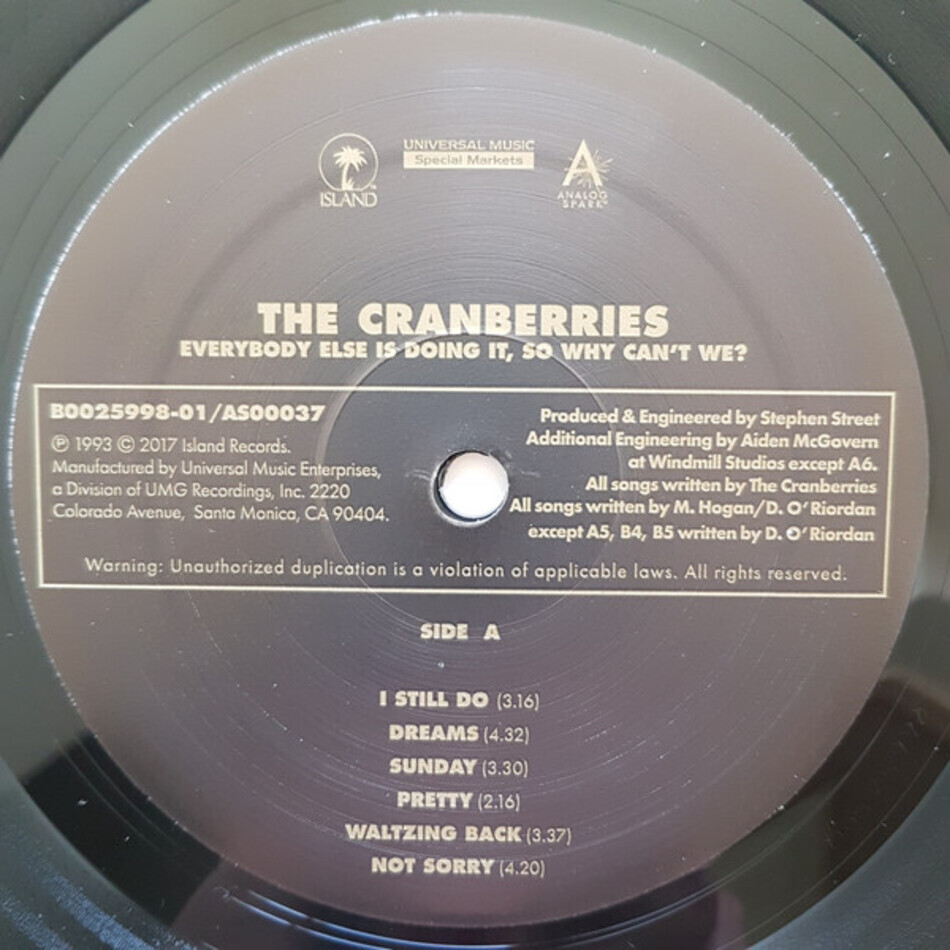 ISLAND
UNIVERSAL MUSIC
Special Markets
A
ANALOG
SPARK
THE CRANBERRIES
EVERYBODY ELSE IS DOING IT, SO WHY CAN'T WE?
B0025998-01/AS00037
℗ 1993 © 2017 Island Records.
Manufactured by Universal Music Enterprises,
a Division of UMG Recordings, Inc. 2220
Colorado Avenue, Santa Monica, CA 90404.
Produced & Engineered by Stephen Street
Additional Engineering by Aiden McGovern
at Windmill Studios except A6.
All songs written by The Cranberries
All songs written by M. Hogan/D. O'Riordan
except A5, B4, B5 written by D. O'Riordan
Warning: Unauthorized duplication is a violation of applicable laws. All rights reserved.
SIDE A
I STILL DO (3.16)
DREAMS (4.32)
SUNDAY (3.30)
PRETTY (2.16)
WALTZING BACK (3.37)
NOT SORRY (4.20)